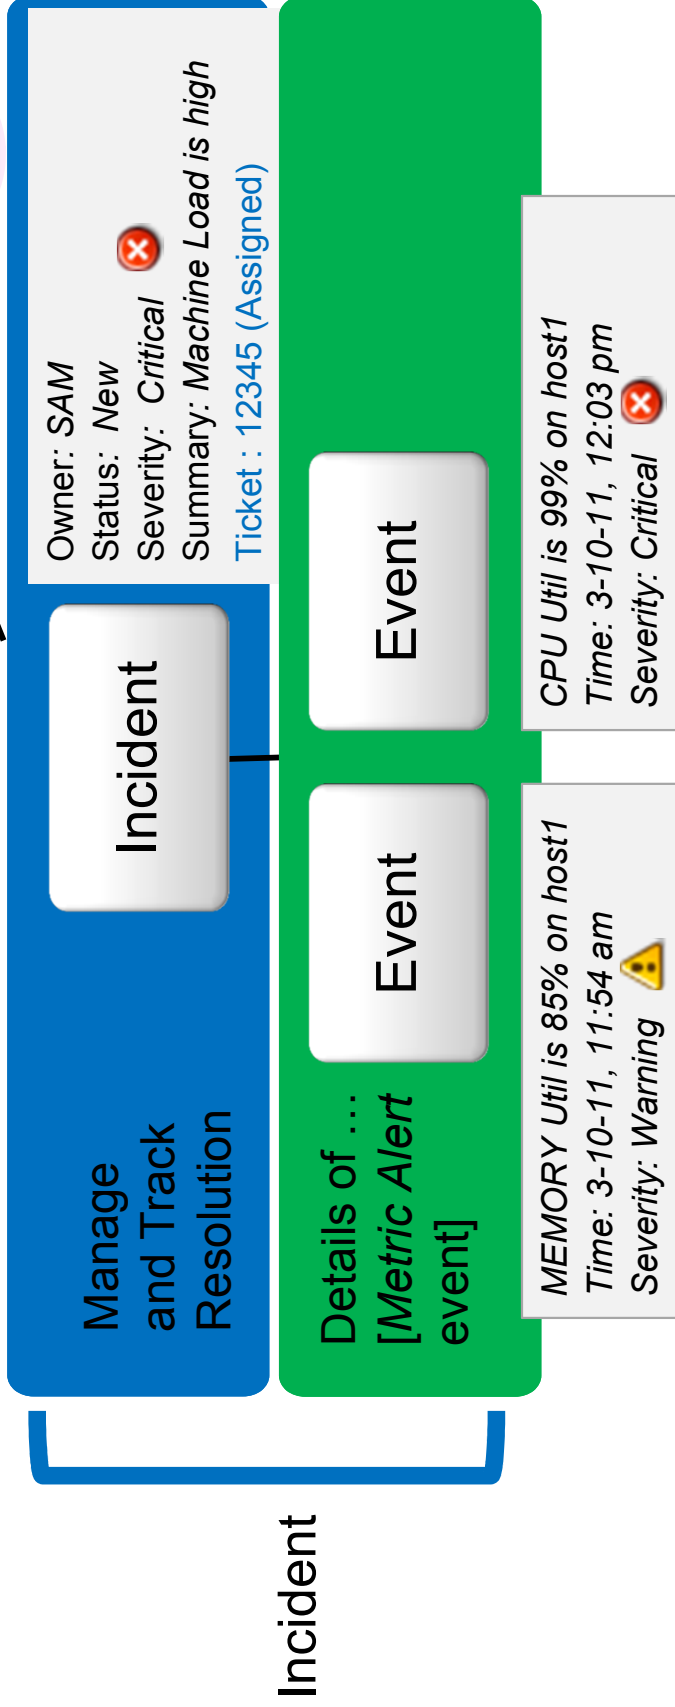 Incident
Manage
and Track
Resolution
Incident
Owner: SAM
Status: New
Severity: Critical
Summary: Machine Load is high
Ticket : 12345 (Assigned)
Details of …
[Metric Alert
event]
Event
Event
MEMORY Util is 85% on host1
Time: 3-10-11, 11:54 am
Severity: Warning
CPU Util is 99% on host1
Time: 3-10-11, 12:03 pm
Severity: Critical